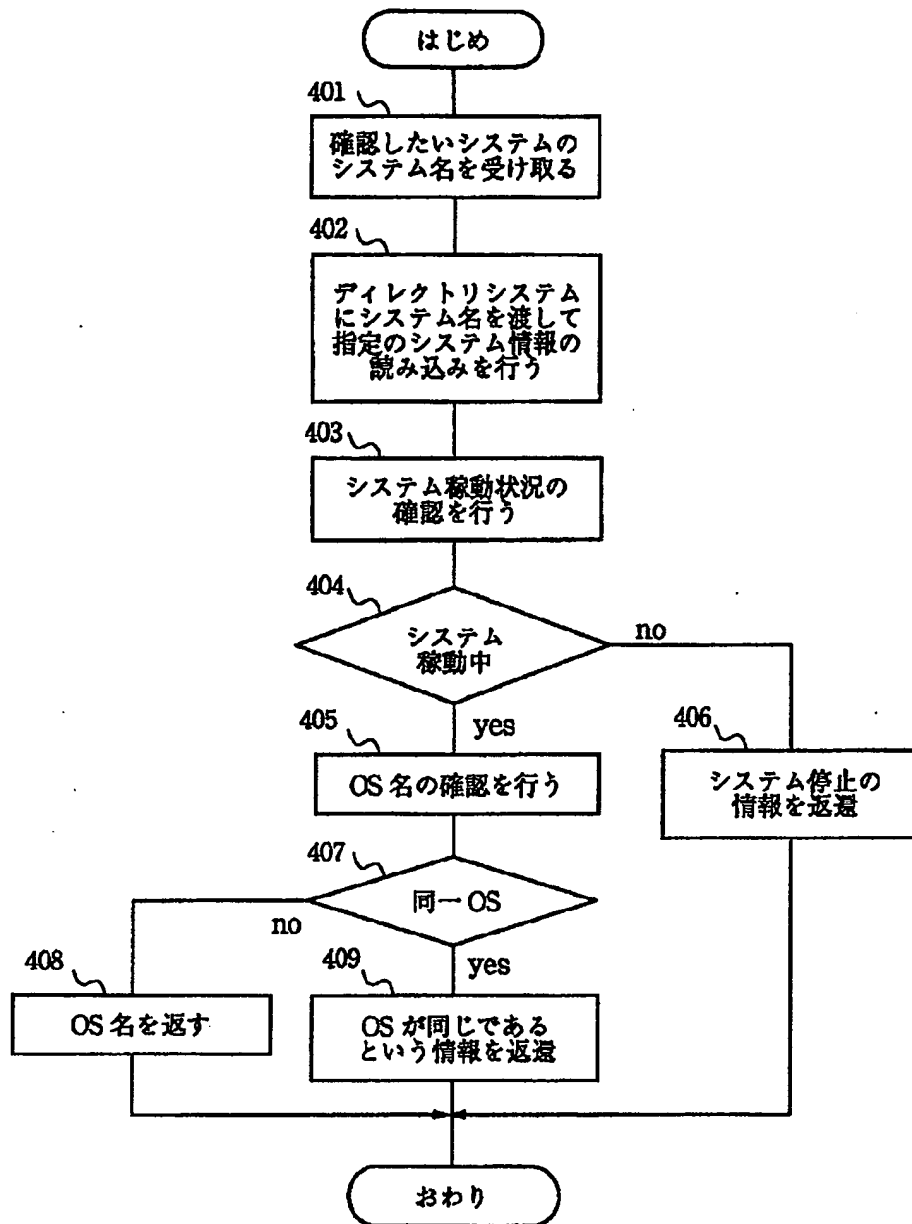 はじめ
401
確認したいシステムの
システム名を受け取る
402
ディレクトリシステム
にシステム名を渡して
指定のシステム情報の
読み込みを行う
403
システム稼動状況の
確認を行う
404
システム
稼動中
no
yes
405
OS名の確認を行う
406
システム停止の
情報を返還
407
同一OS
no
yes
408
OS名を返す
409
OSが同じである
という情報を返還
おわり